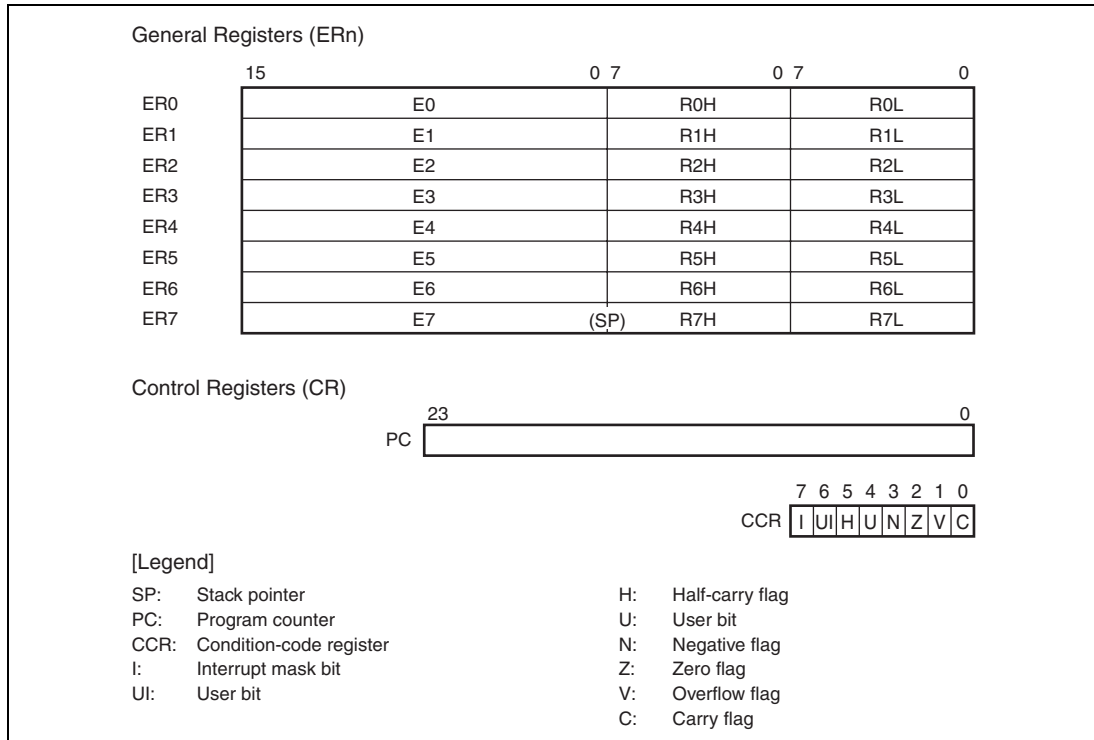 General Registers (ERn)
15 0 7 0 7 0
ER0 E0 R0H R0L
ER1 E1 R1H R1L
ER2 E2 R2H R2L
ER3 E3 R3H R3L
ER4 E4 R4H R4L
ER5 E5 R5H R5L
ER6 E6 R6H R6L
ER7 E7 (SP) R7H R7L
Control Registers (CR)
23 0
PC
7 6 5 4 3 2 1 0
CCR I UI H U N Z V C
[Legend]
SP: Stack pointer
PC: Program counter
CCR: Condition-code register
I: Interrupt mask bit
UI: User bit
H: Half-carry flag
U: User bit
N: Negative flag
Z: Zero flag
V: Overflow flag
C: Carry flag